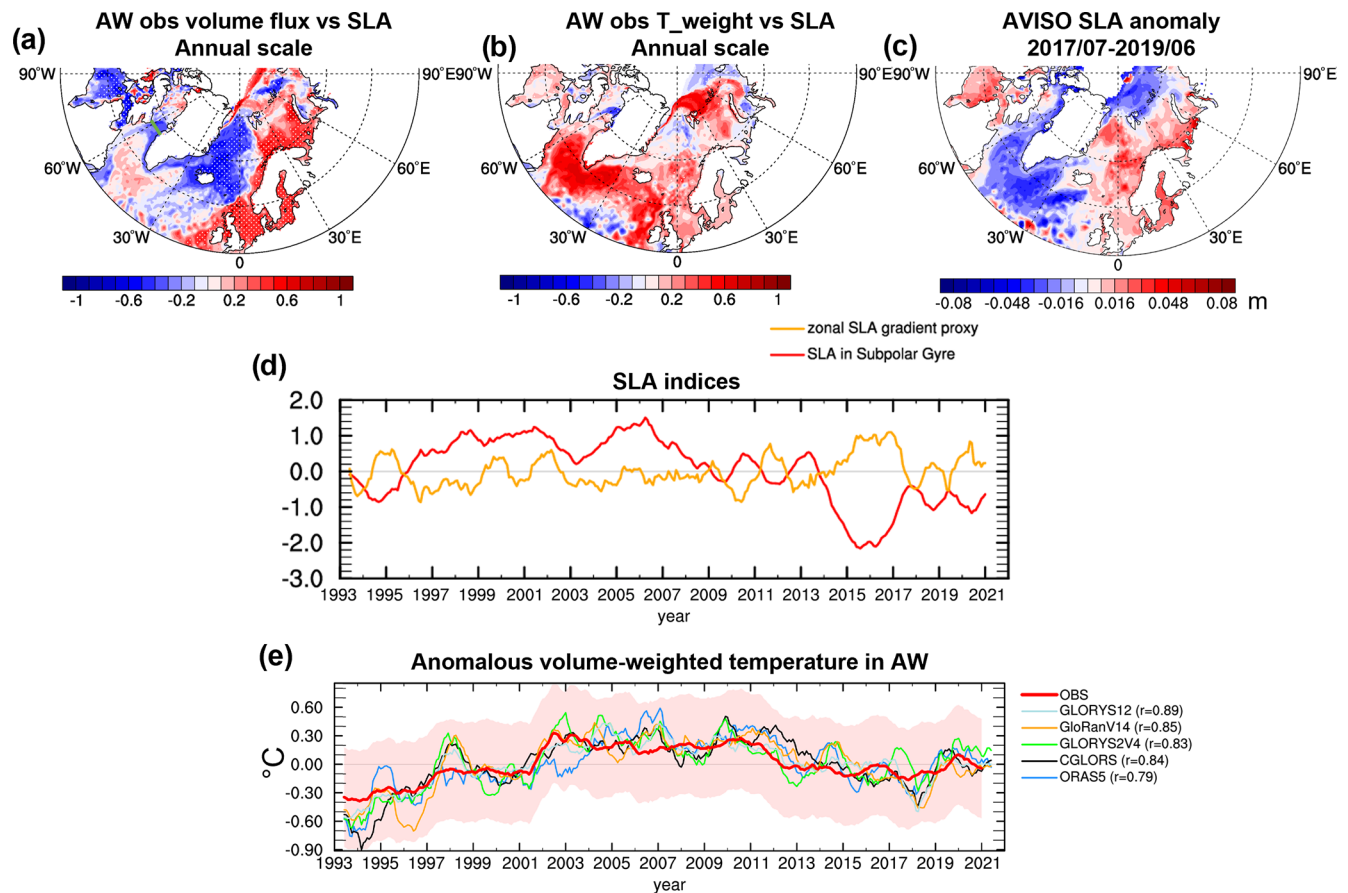 AW obs volume flux vs SLA
Annual scale
(a)
90°W
90°E
60°W
60°E
30°W
30°E
0
-1 -0.6 -0.2 0.2 0.6 1
AW obs T_weight vs SLA
Annual scale
(b)
90°W
90°E
60°W
60°E
30°W
30°E
0
-1 -0.6 -0.2 0.2 0.6 1
AVISO SLA anomaly
2017/07-2019/06
(c)
90°W
90°E
60°W
60°E
30°W
30°E
0
-0.08 -0.048 -0.016 0.016 0.048 0.08 m
zonal SLA gradient proxy
SLA in Subpolar Gyre
(d)
SLA indices
2.0
1.0
0.0
-1.0
-2.0
-3.0
1993 1995 1997 1999 2001 2003 2005 2007 2009 2011 2013 2015 2017 2019 2021
year
(e)
Anomalous volume-weighted temperature in AW
°C
0.60
0.30
0.00
-0.30
-0.60
-0.90
1993 1995 1997 1999 2001 2003 2005 2007 2009 2011 2013 2015 2017 2019 2021
year
OBS
GLORYS12 (r=0.89)
GloRanV14 (r=0.85)
GLORYS2V4 (r=0.83)
CGLORS (r=0.84)
ORAS5 (r=0.79)